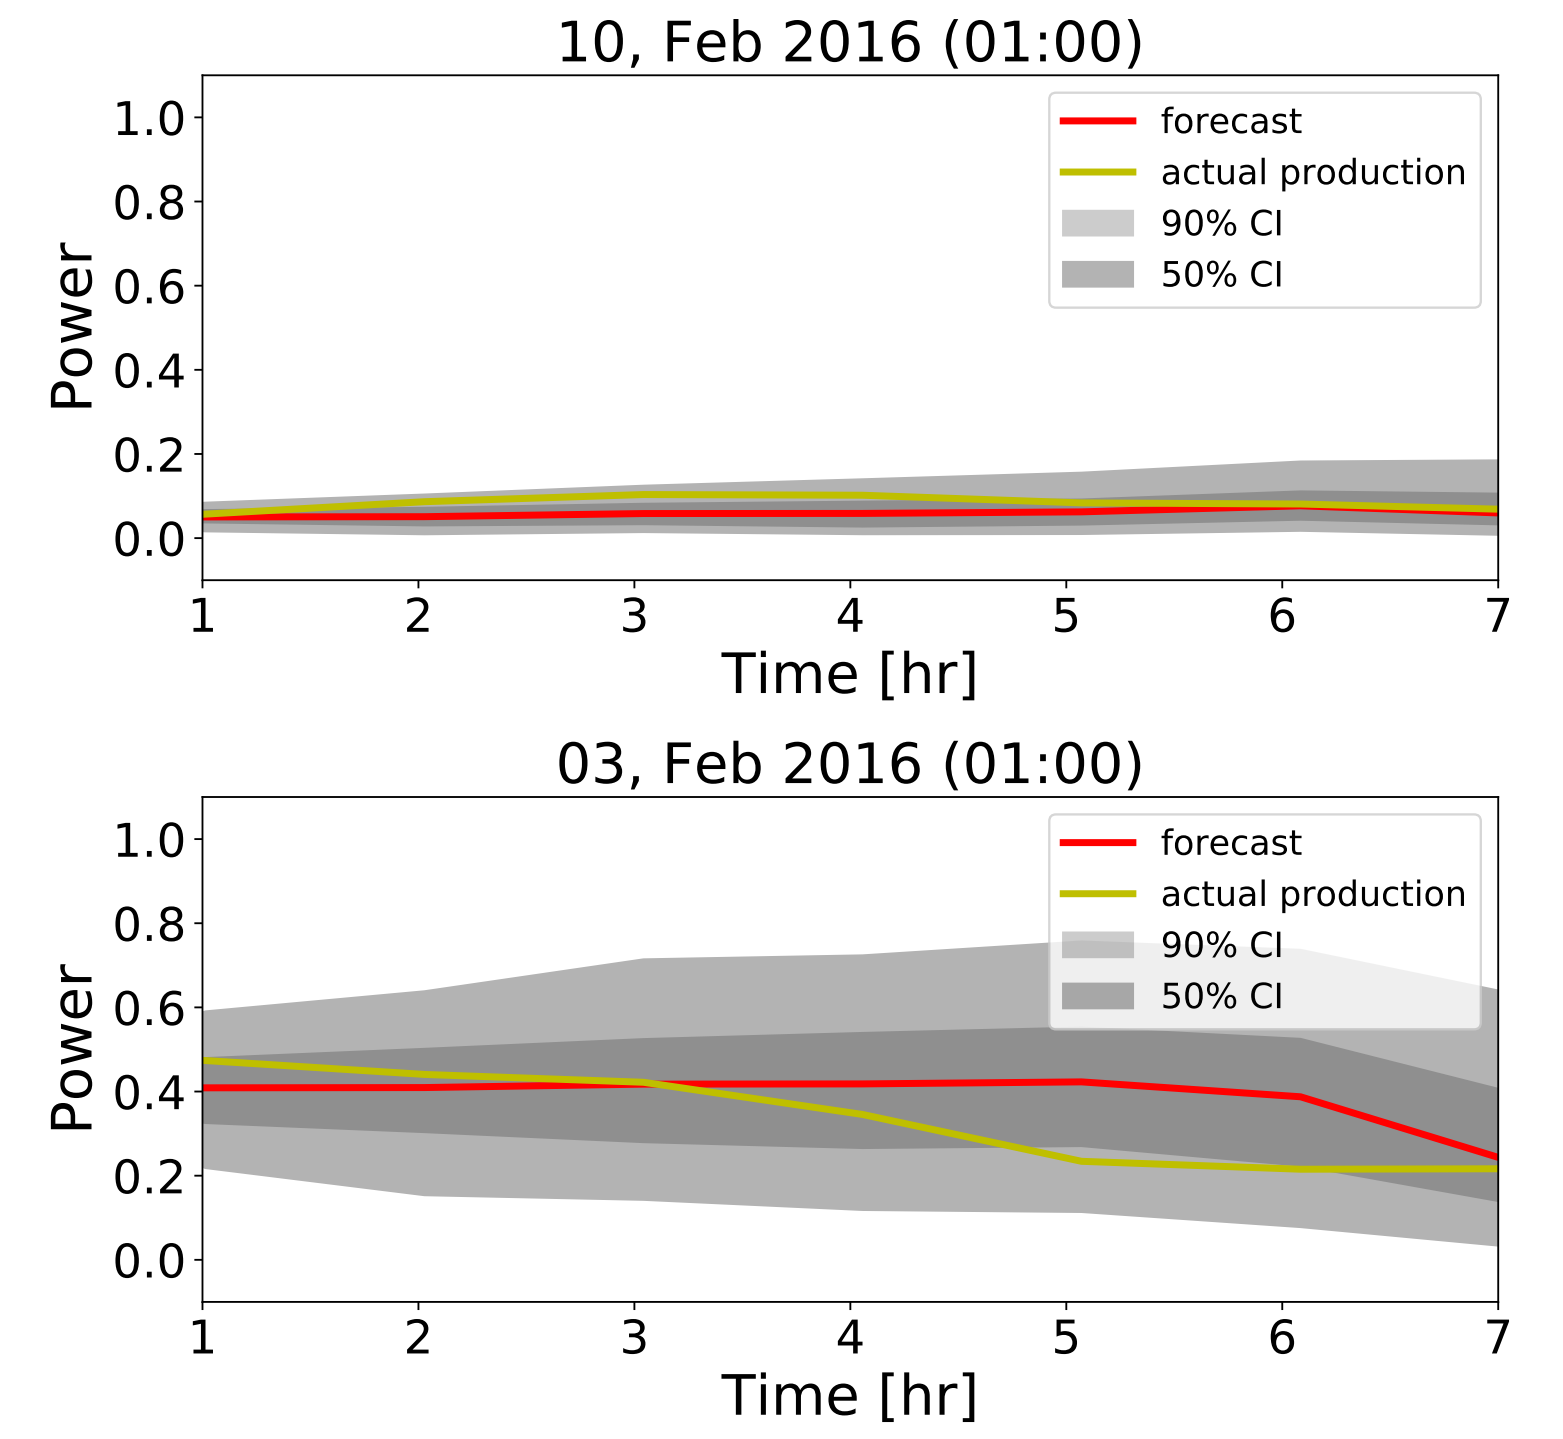 10, Feb 2016 (01:00)
1.0
0.8
0.6
0.4
0.2
0.0
Power
forecast
actual production
90% CI
50% CI
1 2 3 4 5 6 7
Time [hr]
03, Feb 2016 (01:00)
1.0
0.8
0.6
0.4
0.2
0.0
Power
forecast
actual production
90% CI
50% CI
1 2 3 4 5 6 7
Time [hr]